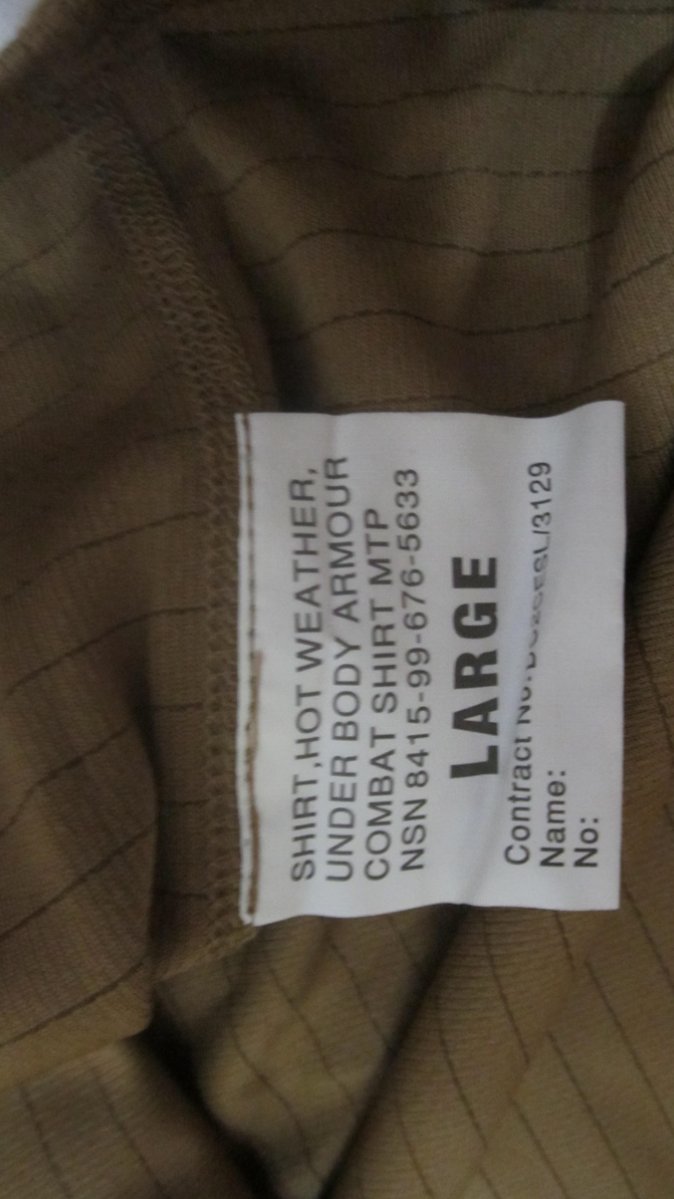 SHIRT,HOT WEATHER,
UNDER BODY ARMOUR
COMBAT SHIRT MTP
NSN 8415-99-676-5633
LARGE
Contract No:
Name:
No: